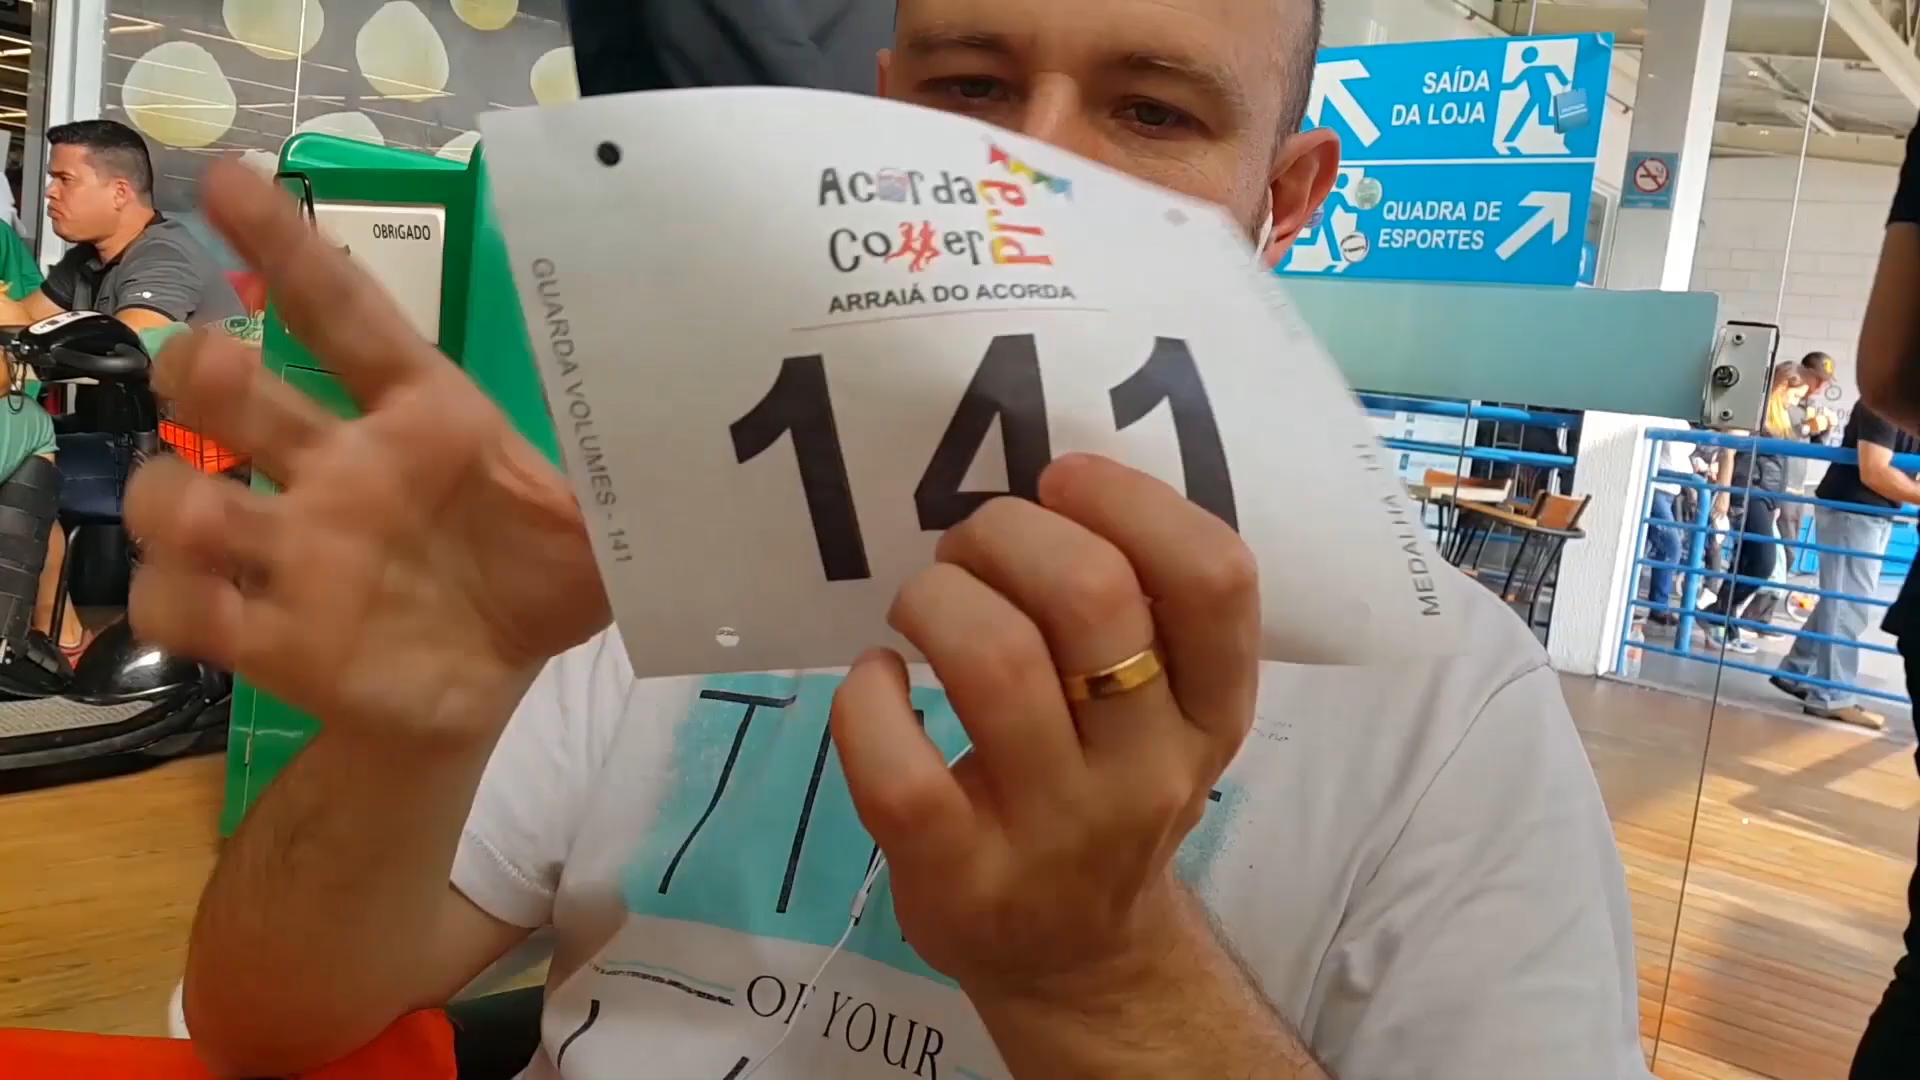 SAÍDA
DA LOJA
QUADRA DE
ESPORTES
OBRIGADO
Acorda
pra
Correr
ARRAIÁ DO ACORDA
141
GUARDA VOLUMES - 141
MEDALHA
OF YOUR